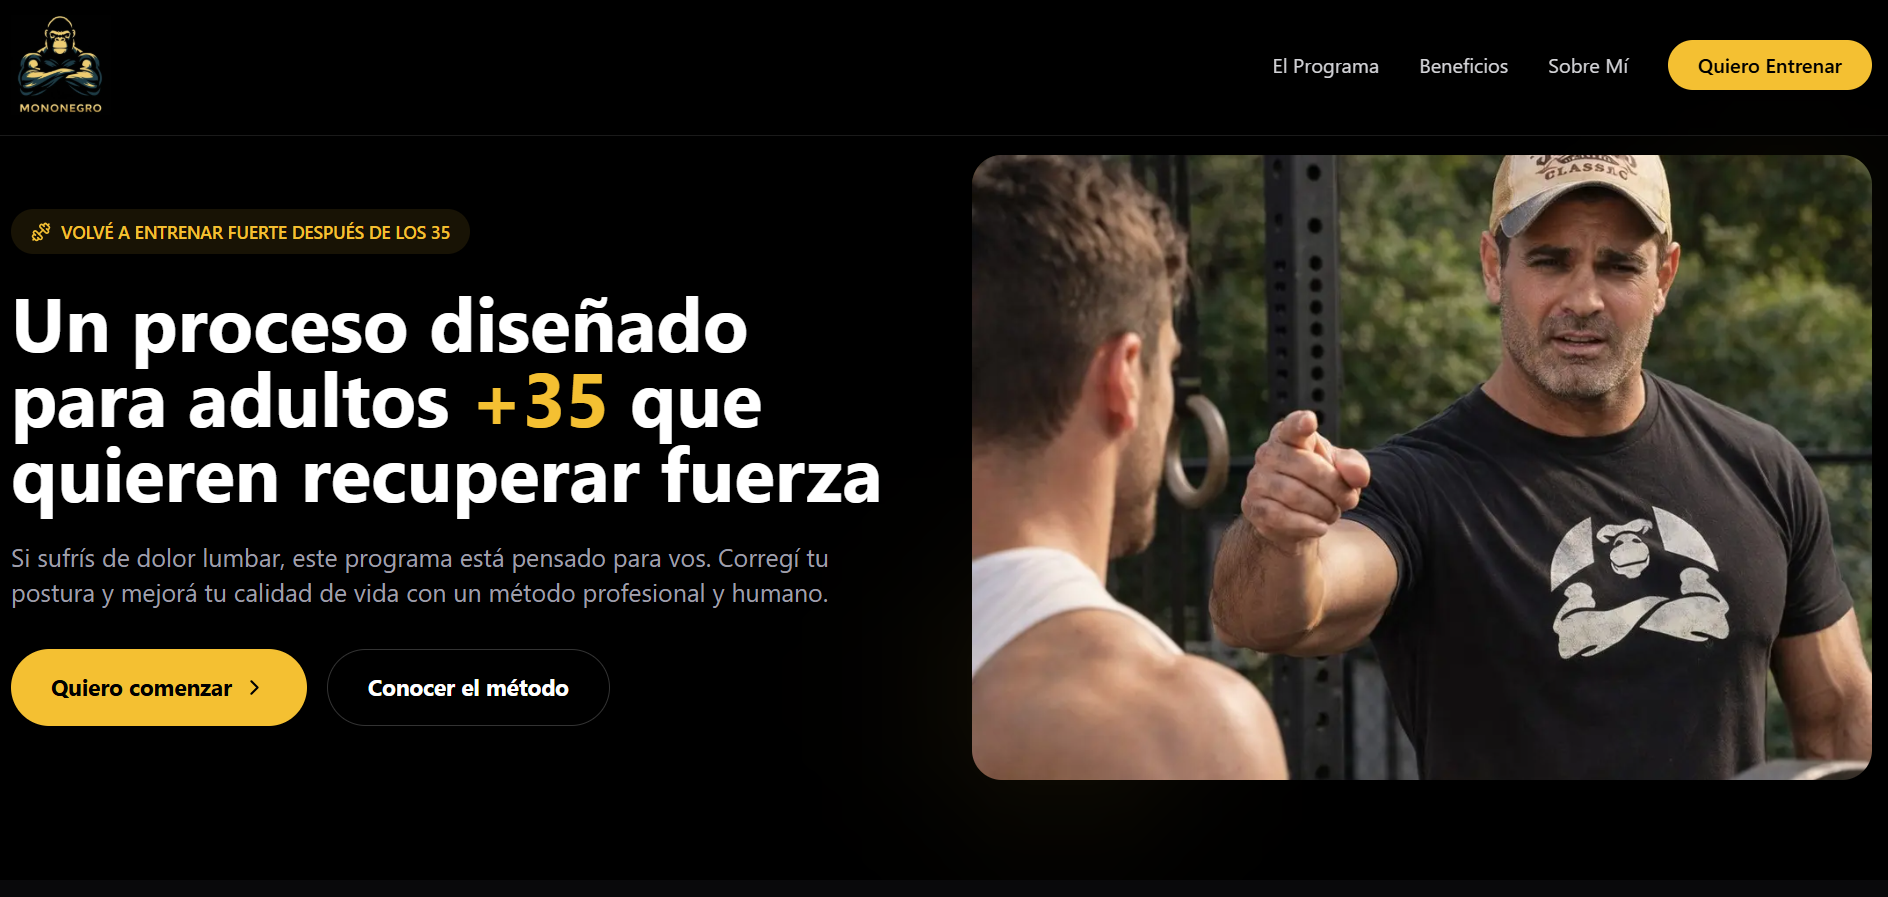 MONONEGRO
El Programa
Beneficios
Sobre Mí
Quiero Entrenar
VOLVÉ A ENTRENAR FUERTE DESPUÉS DE LOS 35
Un proceso diseñado
para adultos +35 que
quieren recuperar fuerza
Si sufrís de dolor lumbar, este programa está pensado para vos. Corregí tu
postura y mejorá tu calidad de vida con un método profesional y humano.
Quiero comenzar
Conocer el método
CLASSIC